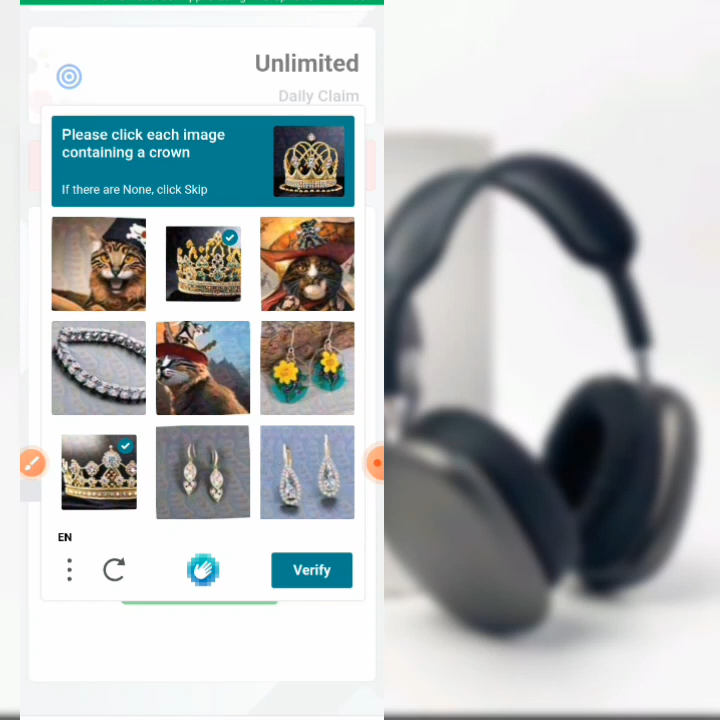 Unlimited
Daily Claim
Please click each image
containing a crown
If there are None, click Skip
EN
Verify